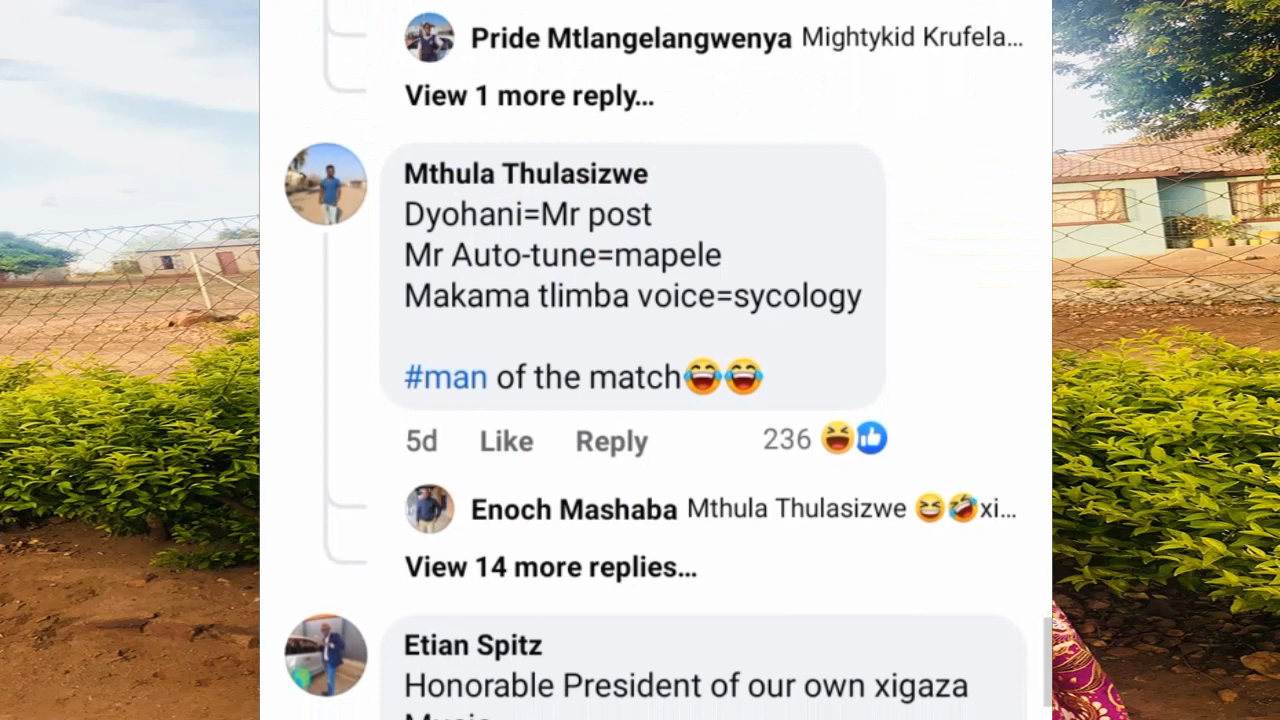 Pride Mtlangelangwenya Mightykid Krufela...
View 1 more reply...
Mthula Thulasizwe
Dyohani=Mr post
Mr Auto-tune=mapele
Makama tlimba voice=sycology
#man of the match😂😂
5d Like Reply 236
Enoch Mashaba Mthula Thulasizwe 😆🤣xi...
View 14 more replies...
Etian Spitz
Honorable President of our own xigaza
Music